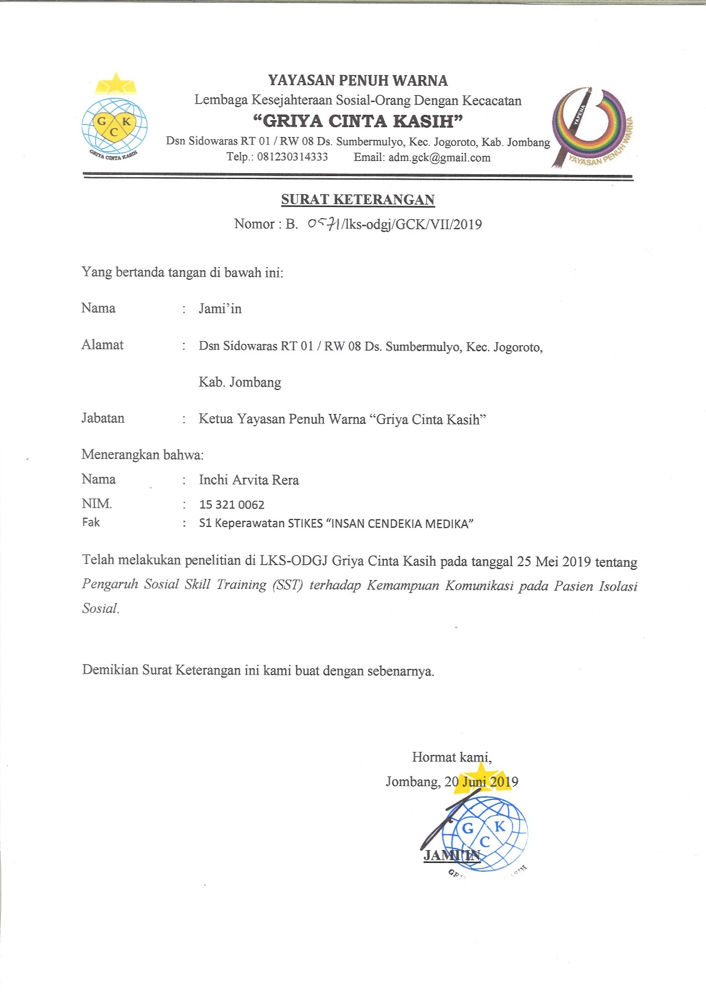 YAYASAN PENUH WARNA
Lembaga Kesejahteraan Sosial-Orang Dengan Kecacatan
“GRIYA CINTA KASIH”
Dsn Sidowaras RT 01 / RW 08 Ds. Sumbermulyo, Kec. Jogoroto, Kab. Jombang
Telp.: 081230314333 Email: adm.gck@gmail.com
G K
C
GRIYA CINTA KASIH
YAPENA
YAYASAN PENUH WARNA
SURAT KETERANGAN
Nomor : B. 0571/lks-odgj/GCK/VII/2019
Yang bertanda tangan di bawah ini:
Nama : Jami’in
Alamat : Dsn Sidowaras RT 01 / RW 08 Ds. Sumbermulyo, Kec. Jogoroto,
Kab. Jombang
Jabatan : Ketua Yayasan Penuh Warna “Griya Cinta Kasih”
Menerangkan bahwa:
Nama : Inchi Arvita Rera
NIM. : 15 321 0062
Fak : S1 Keperawatan STIKES “INSAN CENDEKIA MEDIKA”
Telah melakukan penelitian di LKS-ODGJ Griya Cinta Kasih pada tanggal 25 Mei 2019 tentang
Pengaruh Sosial Skill Training (SST) terhadap Kemampuan Komunikasi pada Pasien Isolasi
Sosial.
Demikian Surat Keterangan ini kami buat dengan sebenarnya.
Hormat kami,
Jombang, 20 Juni 2019
G K
C
JAMI'IN